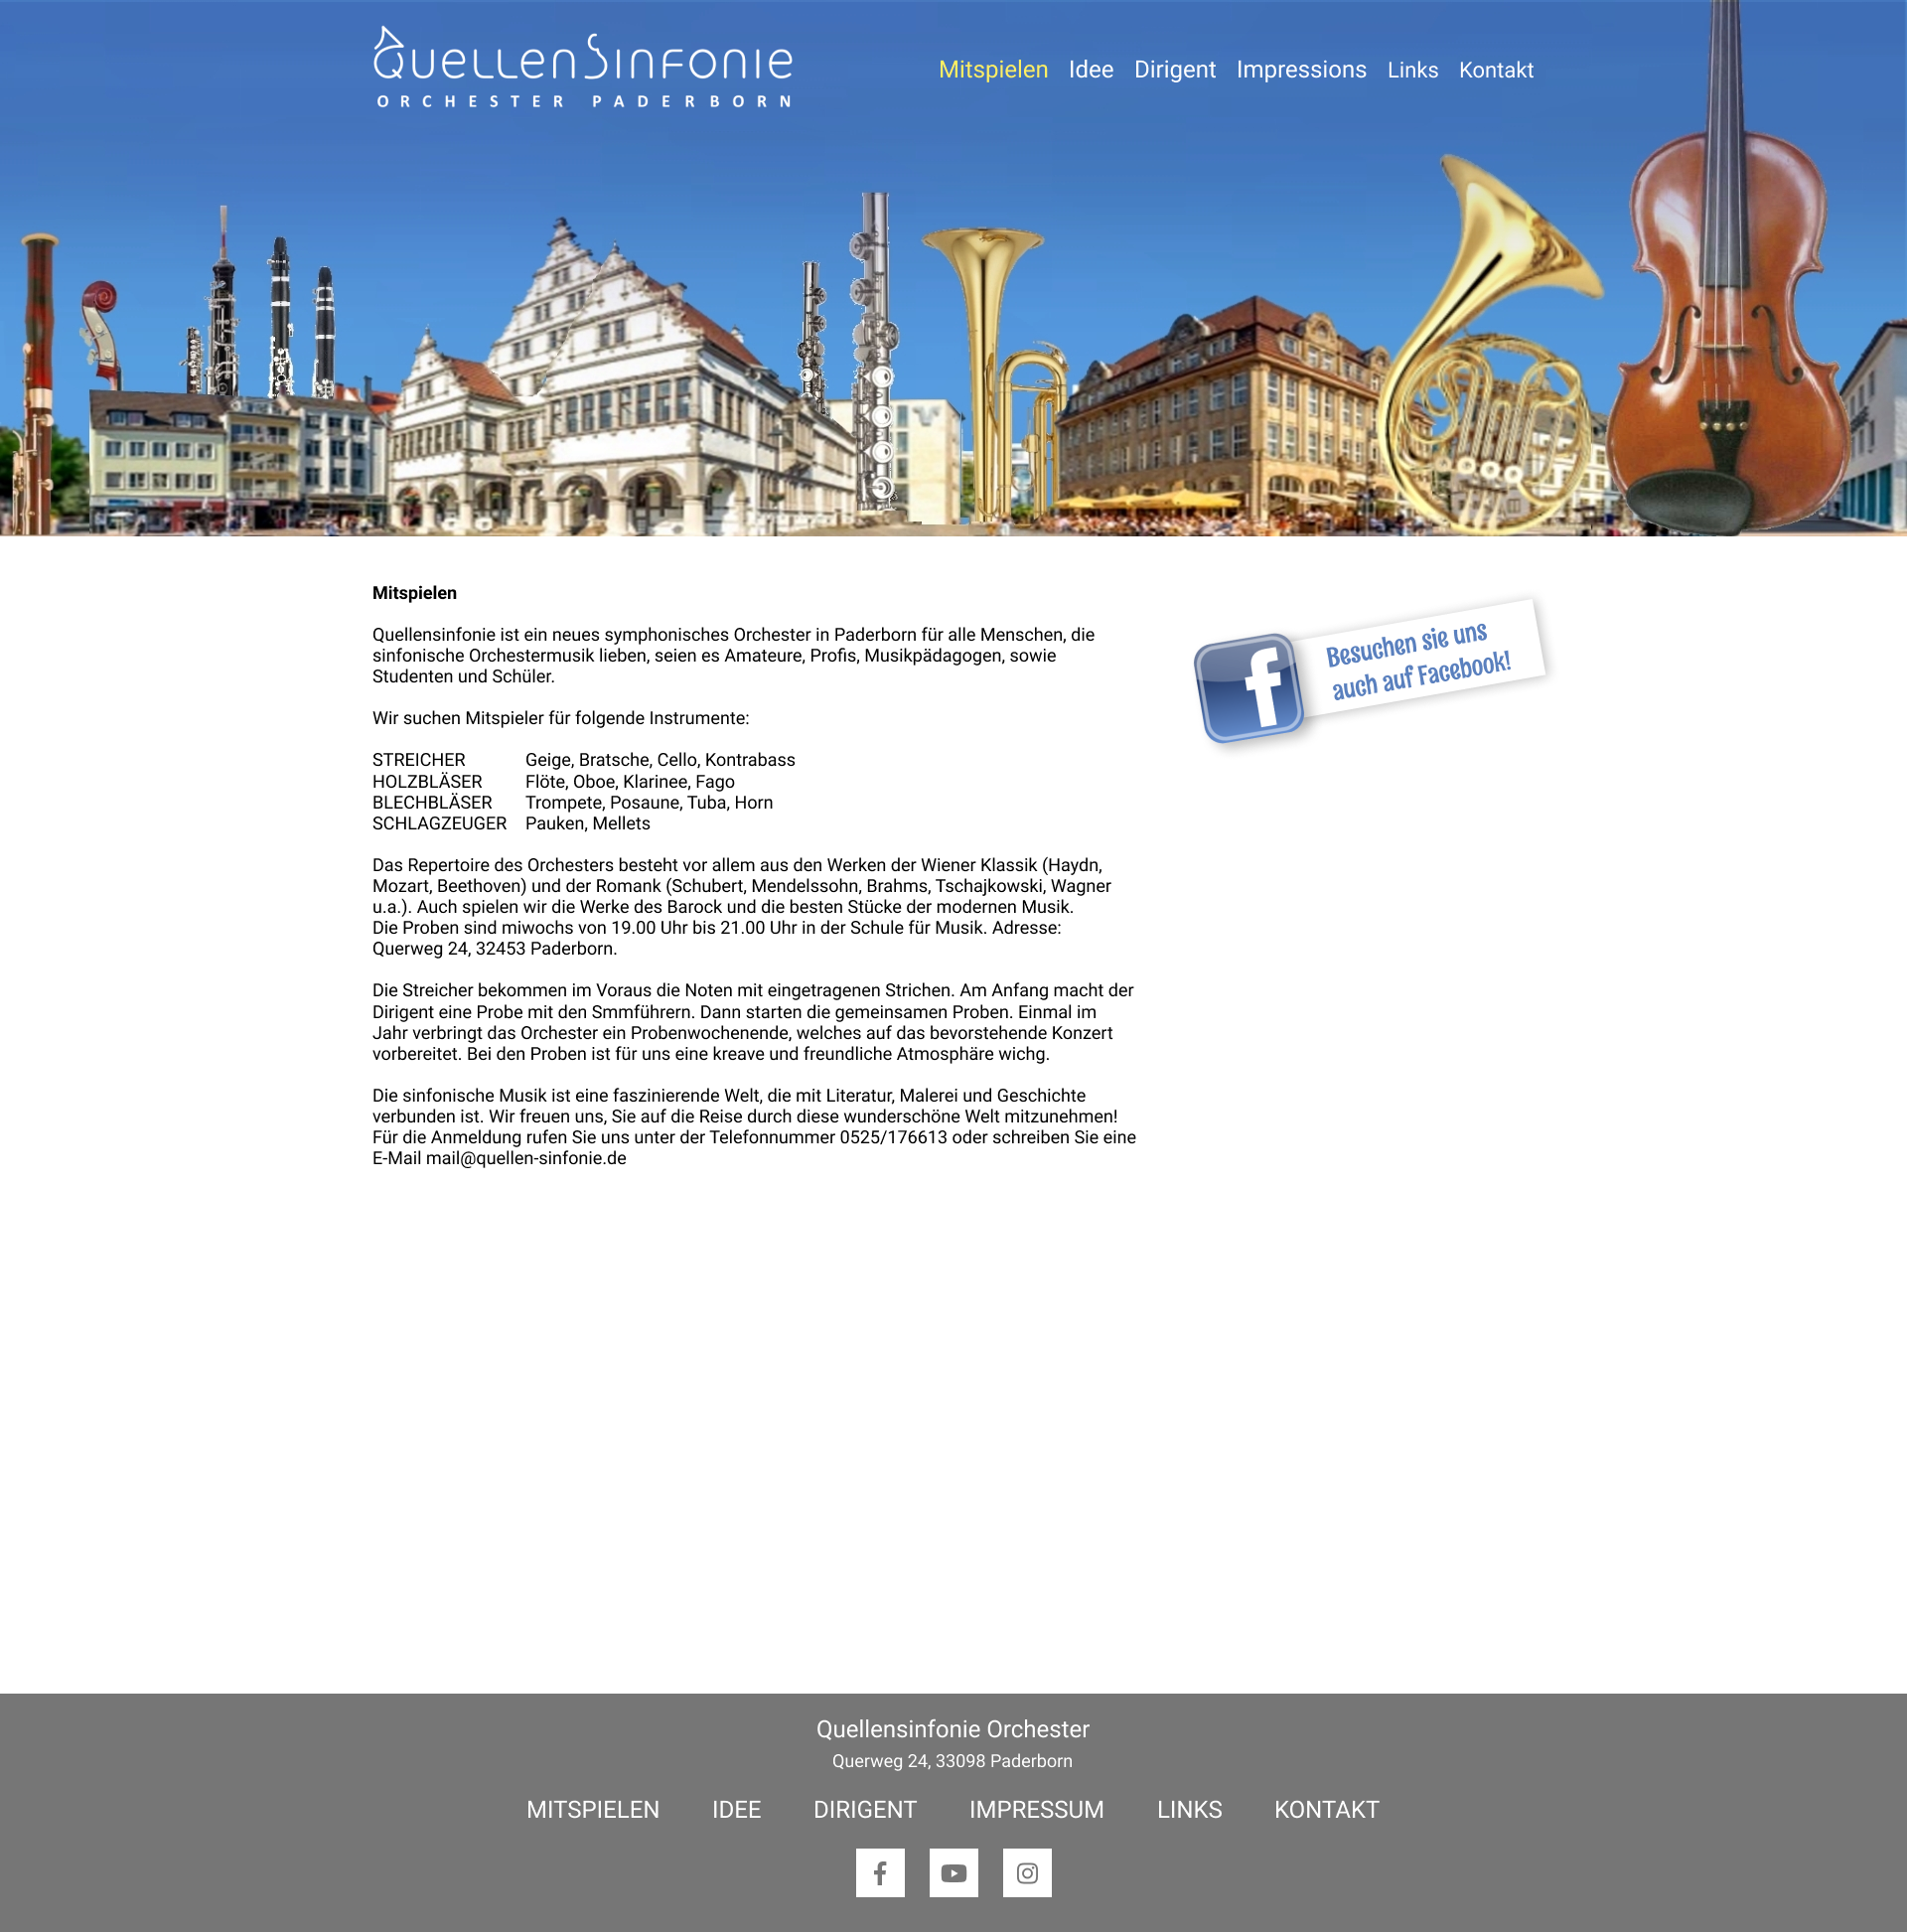 QuellenSinfonie
ORCHESTER PADERBORN
Mitspielen Idee Dirigent Impressions Links Kontakt
Mitspielen
Quellensinfonie ist ein neues symphonisches Orchester in Paderborn für alle Menschen, die
sinfonische Orchestermusik lieben, seien es Amateure, Profis, Musikpädagogen, sowie
Studenten und Schüler.
Wir suchen Mitspieler für folgende Instrumente:
STREICHER Geige, Bratsche, Cello, Kontrabass
HOLZBLÄSER Flöte, Oboe, Klarinee, Fago
BLECHBLÄSER Trompete, Posaune, Tuba, Horn
SCHLAGZEUGER Pauken, Mellets
Das Repertoire des Orchesters besteht vor allem aus den Werken der Wiener Klassik (Haydn,
Mozart, Beethoven) und der Romank (Schubert, Mendelssohn, Brahms, Tschajkowski, Wagner
u.a.). Auch spielen wir die Werke des Barock und die besten Stücke der modernen Musik.
Die Proben sind miwochs von 19.00 Uhr bis 21.00 Uhr in der Schule für Musik. Adresse:
Querweg 24, 32453 Paderborn.
Die Streicher bekommen im Voraus die Noten mit eingetragenen Strichen. Am Anfang macht der
Dirigent eine Probe mit den Smmführern. Dann starten die gemeinsamen Proben. Einmal im
Jahr verbringt das Orchester ein Probenwochenende, welches auf das bevorstehende Konzert
vorbereitet. Bei den Proben ist für uns eine kreave und freundliche Atmosphäre wichg.
Die sinfonische Musik ist eine faszinierende Welt, die mit Literatur, Malerei und Geschichte
verbunden ist. Wir freuen uns, Sie auf die Reise durch diese wunderschöne Welt mitzunehmen!
Für die Anmeldung rufen Sie uns unter der Telefonnummer 0525/176613 oder schreiben Sie eine
E-Mail mail@quellen-sinfonie.de
f
Besuchen sie uns
auch auf Facebook!
Quellensinfonie Orchester
Querweg 24, 33098 Paderborn
MITSPIELEN IDEE DIRIGENT IMPRESSUM LINKS KONTAKT